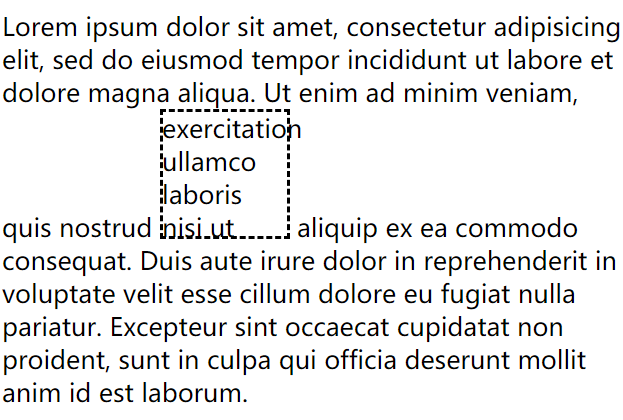 Lorem ipsum dolor sit amet, consectetur adipisicing
elit, sed do eiusmod tempor incididunt ut labore et
dolore magna aliqua. Ut enim ad minim veniam,
quis nostrud
exercitation
ullamco
laboris
nisi ut
aliquip ex ea commodo
consequat. Duis aute irure dolor in reprehenderit in
voluptate velit esse cillum dolore eu fugiat nulla
pariatur. Excepteur sint occaecat cupidatat non
proident, sunt in culpa qui officia deserunt mollit
anim id est laborum.